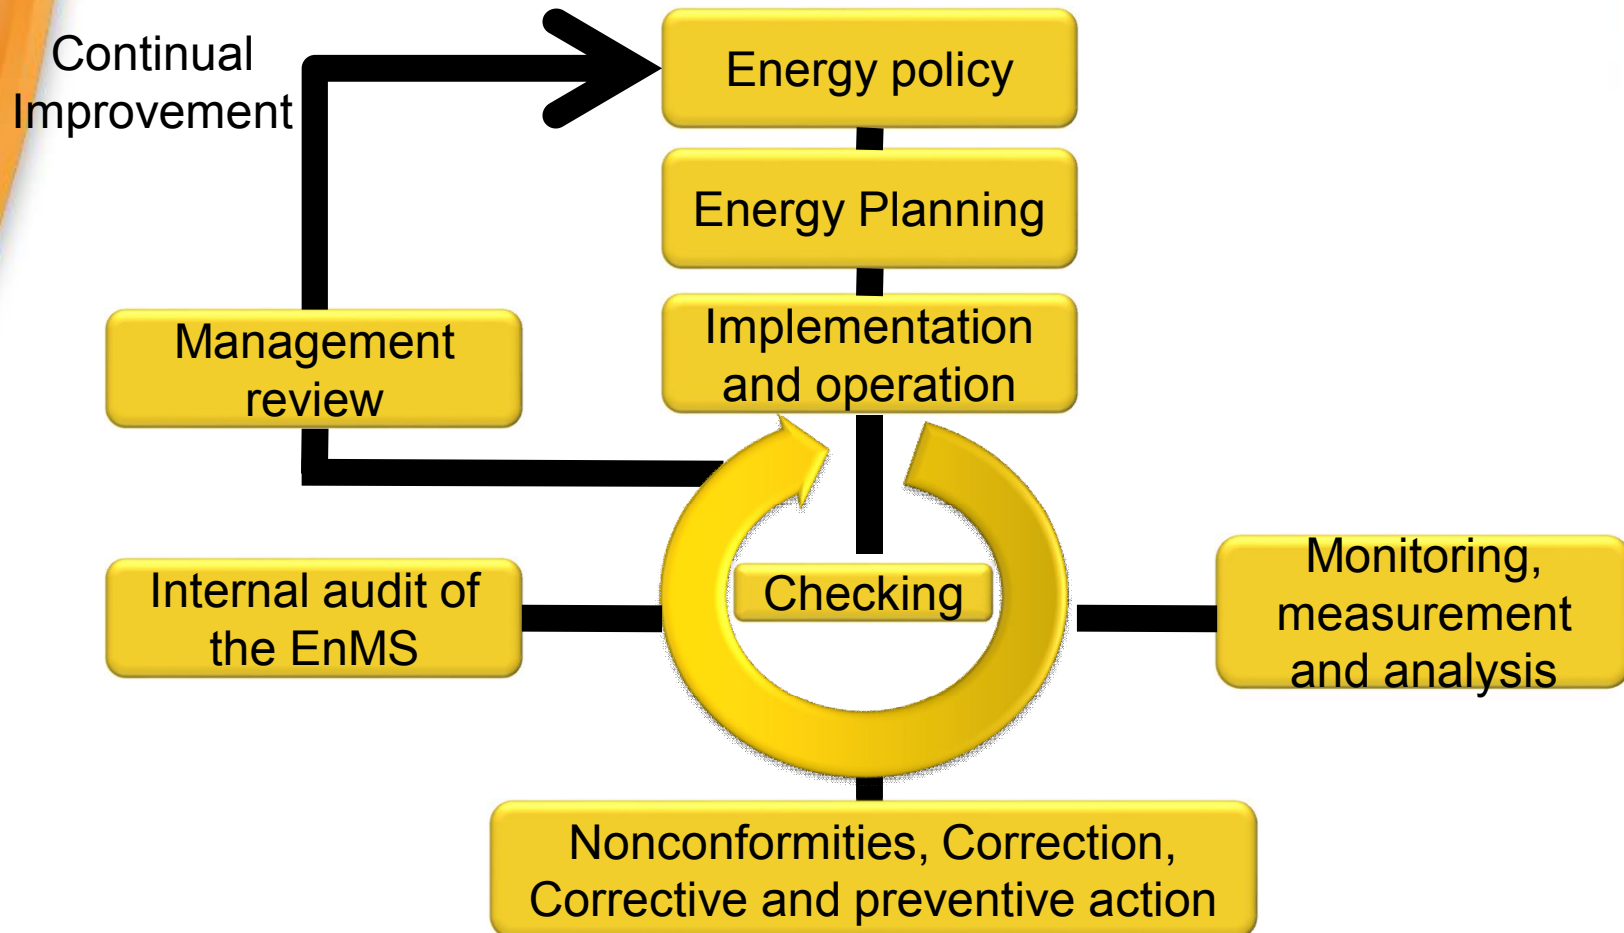 Continual
Improvement
Energy policy
Energy Planning
Implementation
and operation
Management
review
Checking
Internal audit of
the EnMS
Monitoring,
measurement
and analysis
Nonconformities, Correction,
Corrective and preventive action